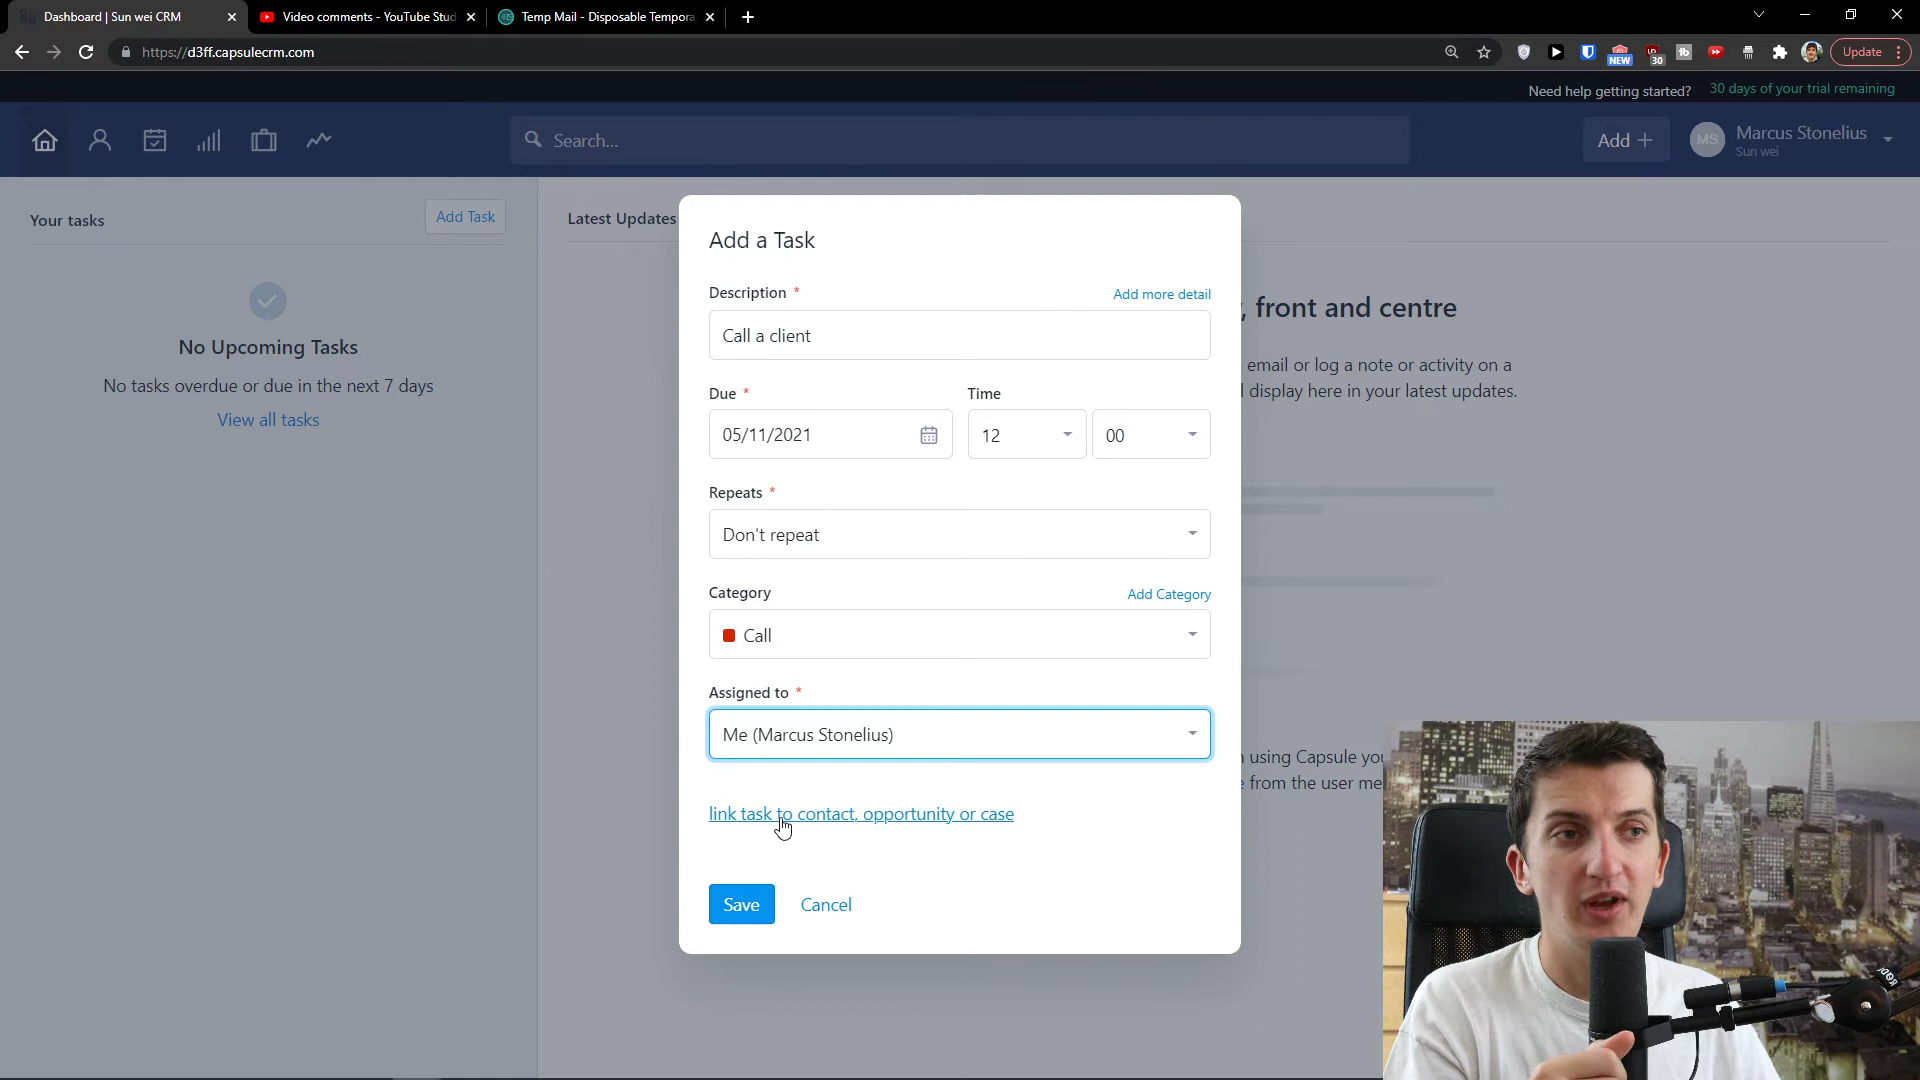 Dashboard | Sun wei CRM
Video comments - YouTube Stud
Temp Mail - Disposable Tempora
https://d3ff.capsulecrm.com
NEW
30
Update
Need help getting started?
30 days of your trial remaining
Search...
Add +
MS
Marcus Stonelius
Sun wei
Your tasks
Add Task
Latest Updates
No Upcoming Tasks
No tasks overdue or due in the next 7 days
View all tasks
, front and centre
email or log a note or activity on a
display here in your latest updates.
Add a Task
Description *
Add more detail
Call a client
Due *
Time
05/11/2021
12
00
Repeats *
Don't repeat
Category
Add Category
Call
Assigned to *
Me (Marcus Stonelius)
using Capsule you
from the user me
link task to contact, opportunity or case
Save
Cancel
RODE